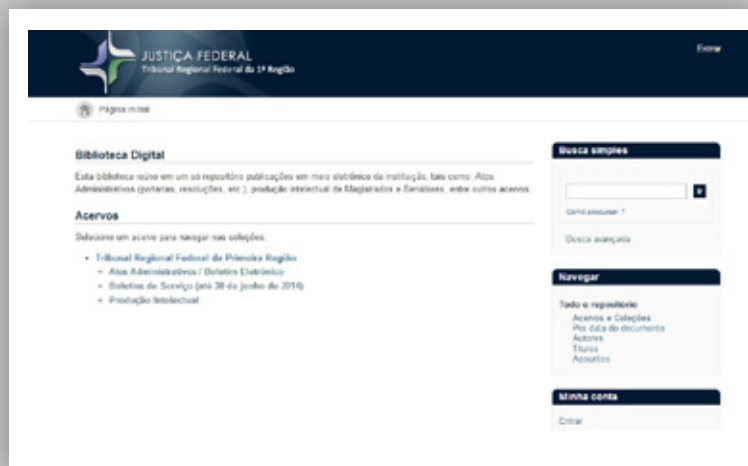 JUSTIÇA FEDERAL
Tribunal Regional Federal da 1ª Região
Entrar
Página inicial
Biblioteca Digital
Esta biblioteca reúne em um só repositório publicações em meio eletrônico da instituição, tais como: Atos
Administrativos (portarias, resoluções, etc.), produção intelectual de Magistrados e Servidores, entre outros acervos.
Acervos
Selecione um acervo para navegar nas coleções.
Tribunal Regional Federal da Primeira Região
Atos Administrativos / Boletim Eletrônico
Boletins de Serviço (até 30 de junho de 2014)
Produção Intelectual
Busca simples
Ir
Como pesquisar ?
Busca avançada
Navegar
Todo o repositório
Acervos e Coleções
Por data do documento
Autores
Títulos
Assuntos
Minha conta
Entrar